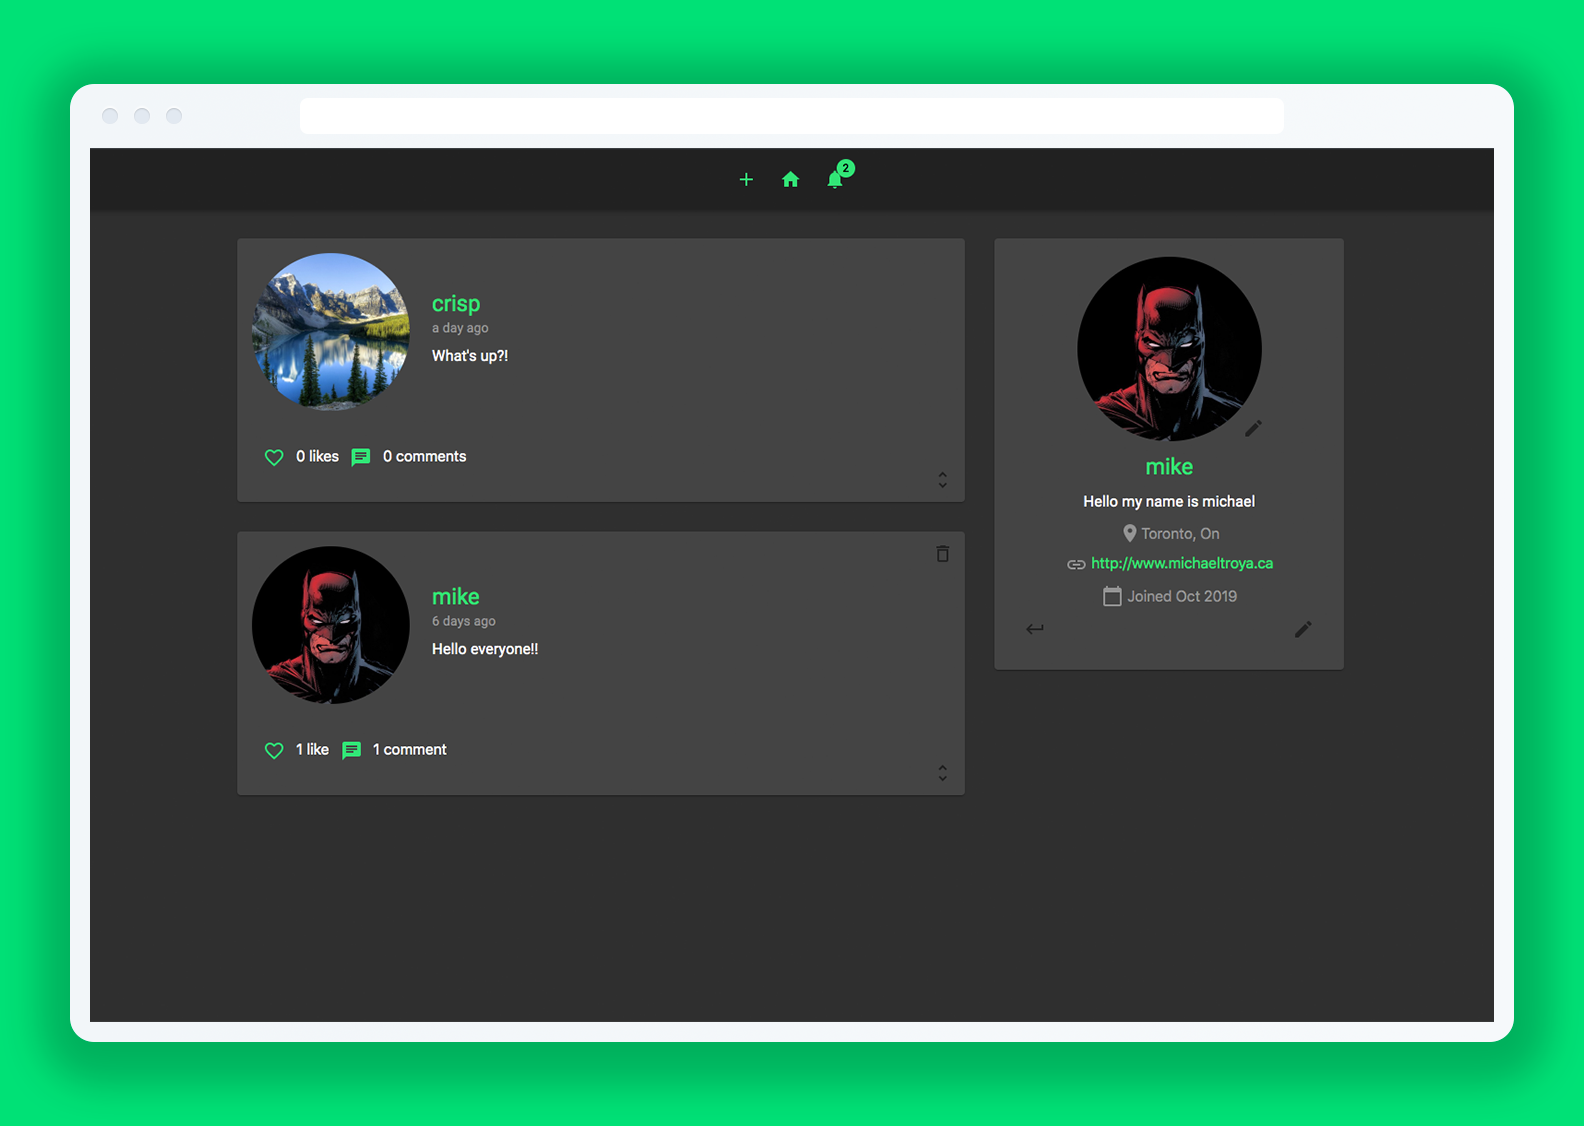 2
crisp
a day ago
What's up?!
0 likes 0 comments
mike
6 days ago
Hello everyone!!
1 like 1 comment
mike
Hello my name is michael
Toronto, On
http://www.michaeltroya.ca
Joined Oct 2019